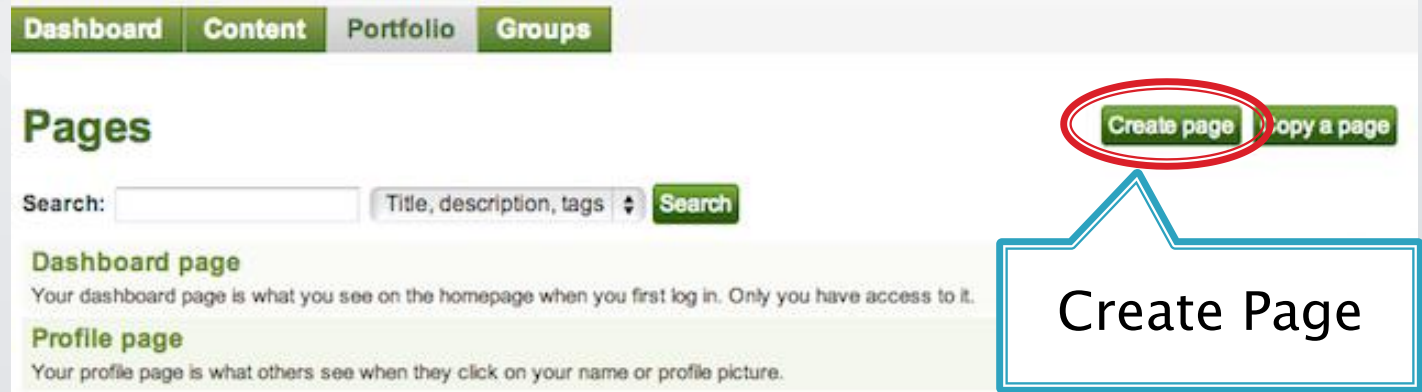 Dashboard Content Portfolio Groups
Pages
Create page Copy a page
Search: Title, description, tags Search
Dashboard page
Your dashboard page is what you see on the homepage when you first log in. Only you have access to it.
Profile page
Your profile page is what others see when they click on your name or profile picture.
Create Page